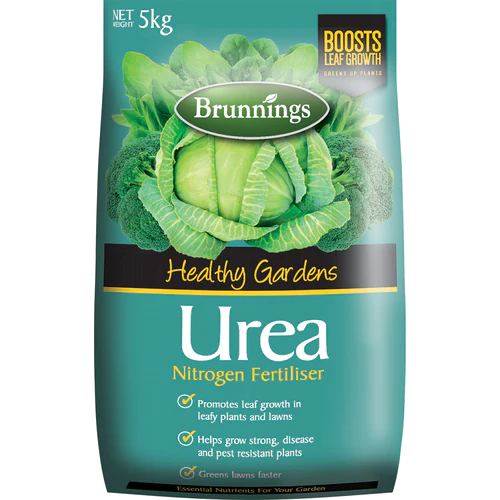 NET
WEIGHT 5kg
BOOSTS
LEAF GROWTH
GREENS UP PLANTS
Brunnings
Healthy Gardens
Urea
Nitrogen Fertiliser
Promotes leaf growth in
leafy plants and lawns
Helps grow strong, disease
and pest resistant plants
Greens lawns faster
Essential Nutrients For Your Garden